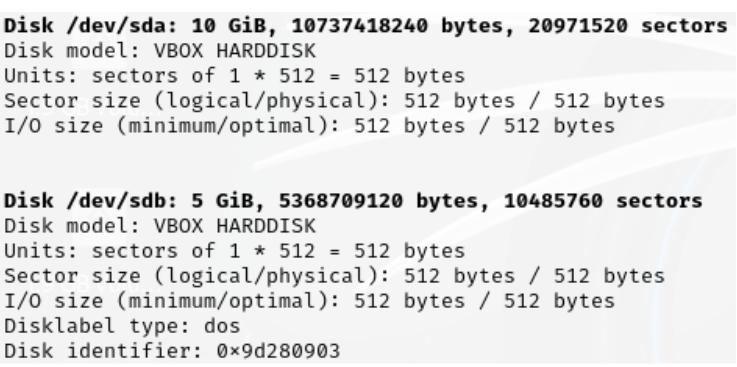 Disk /dev/sda: 10 GiB, 10737418240 bytes, 20971520 sectors
Disk model: VBOX HARDDISK
Units: sectors of 1 * 512 = 512 bytes
Sector size (logical/physical): 512 bytes / 512 bytes
I/O size (minimum/optimal): 512 bytes / 512 bytes
Disk /dev/sdb: 5 GiB, 5368709120 bytes, 10485760 sectors
Disk model: VBOX HARDDISK
Units: sectors of 1 * 512 = 512 bytes
Sector size (logical/physical): 512 bytes / 512 bytes
I/O size (minimum/optimal): 512 bytes / 512 bytes
Disklabel type: dos
Disk identifier: 0×9d280903